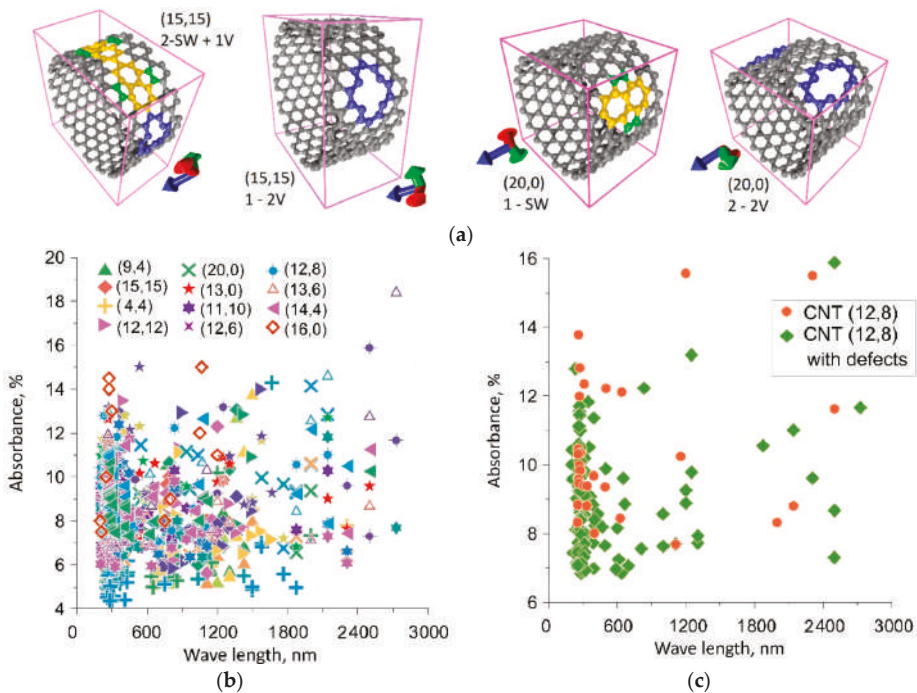 (15,15)
2-SW + 1V
(15,15)
1 - 2V
(20,0)
1 - SW
(20,0)
2 - 2V
(a)
20
18
16
14
12
10
8
6
4
Absorbance, %
(9,4)
(15,15)
(4,4)
(12,12)
(20,0)
(13,0)
(11,10)
(12,6)
(12,8)
(13,6)
(14,4)
(16,0)
0 600 1200 1800 2400 3000
Wave length, nm
(b)
16
14
12
10
8
6
Absorbance, %
CNT (12,8)
CNT (12,8)
with defects
0 600 1200 1800 2400 3000
Wave length, nm
(c)